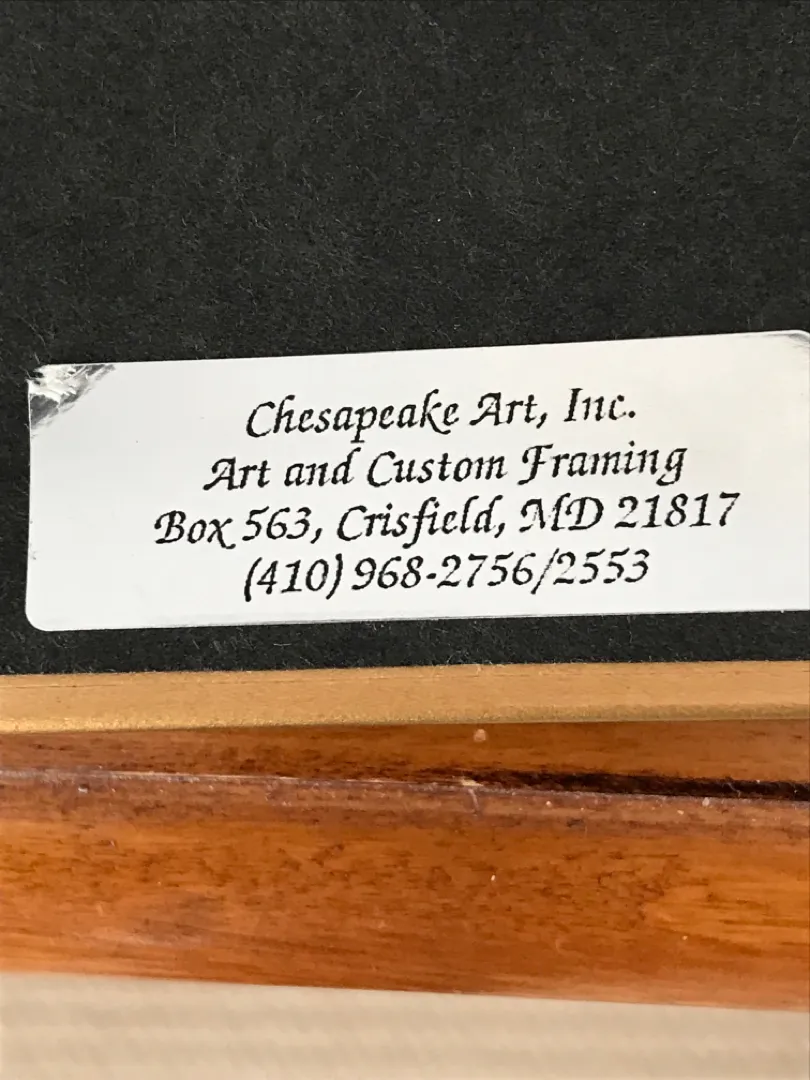 Chesapeake Art, Inc.
Art and Custom Framing
Box 563, Crisfield, MD 21817
(410) 968-2756/2553